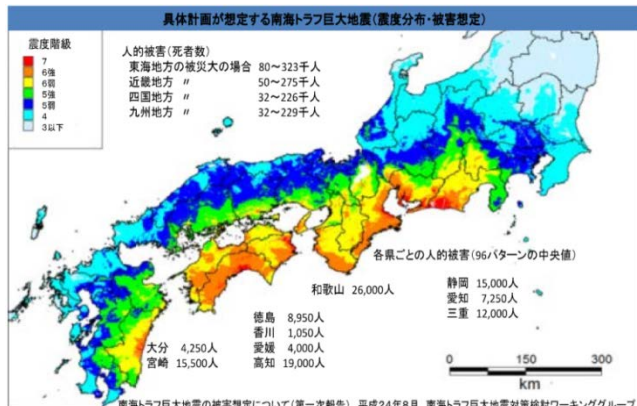 具体計画が想定する南海トラフ巨大地震(震度分布・被害想定)
震度階級
7
6強
6弱
5強
5弱
4
3以下
人的被害(死者数)
東海地方の被災大の場合 80～323千人
近畿地方 〃 50～275千人
四国地方 〃 32～226千人
九州地方 〃 32～229千人
各県ごとの人的被害(96パターンの中央値)
和歌山 26,000人
静岡 15,000人
愛知 7,250人
三重 12,000人
徳島 8,950人
香川 1,050人
愛媛 4,000人
高知 19,000人
大分 4,250人
宮崎 15,500人
0 150 300
km
南海トラフ巨大地震の被害想定について(第一次報告) 平成24年8月 南海トラフ巨大地震対策検討ワーキンググループ